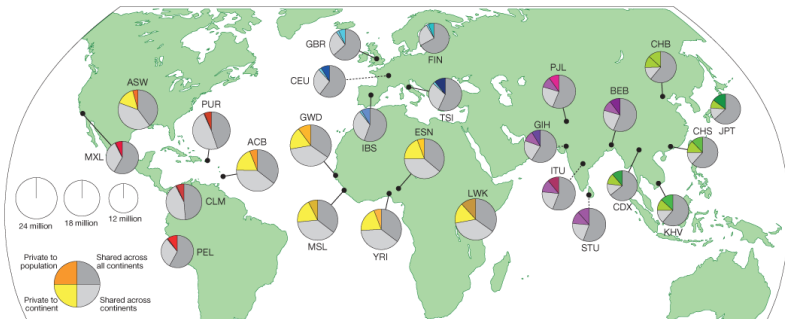 GBR
FIN
CHB
CEU
PJL
ASW
BEB
PUR
GWD
ESN
TSI
JPT
IBS
GIH
CHS
MXL
ACB
ITU
LWK
CLM
CDX
24 million
18 million
12 million
MSL
STU
KHV
YRI
PEL
Private to
population
Shared across
all continents
Private to
continent
Shared across
continents